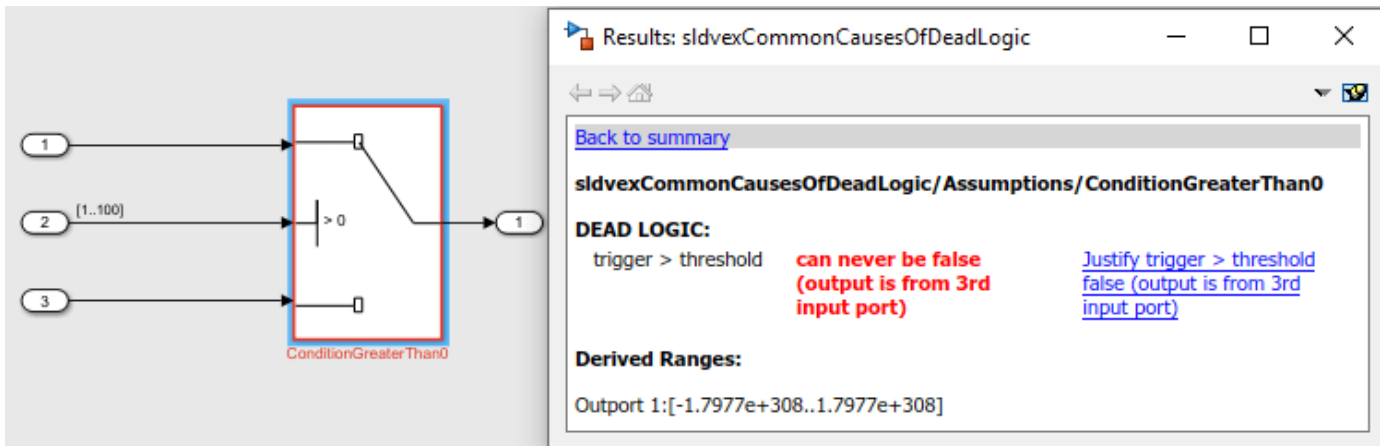 1
2
[1..100]
3
> 0
1
ConditionGreaterThan0
Results: sldvexCommonCausesOfDeadLogic
Back to summary
sldvexCommonCausesOfDeadLogic/Assumptions/ConditionGreaterThan0
DEAD LOGIC:
trigger > threshold
can never be false
(output is from 3rd
input port)
Justify trigger > threshold
false (output is from 3rd
input port)
Derived Ranges:
Outport 1:[-1.7977e+308..1.7977e+308]